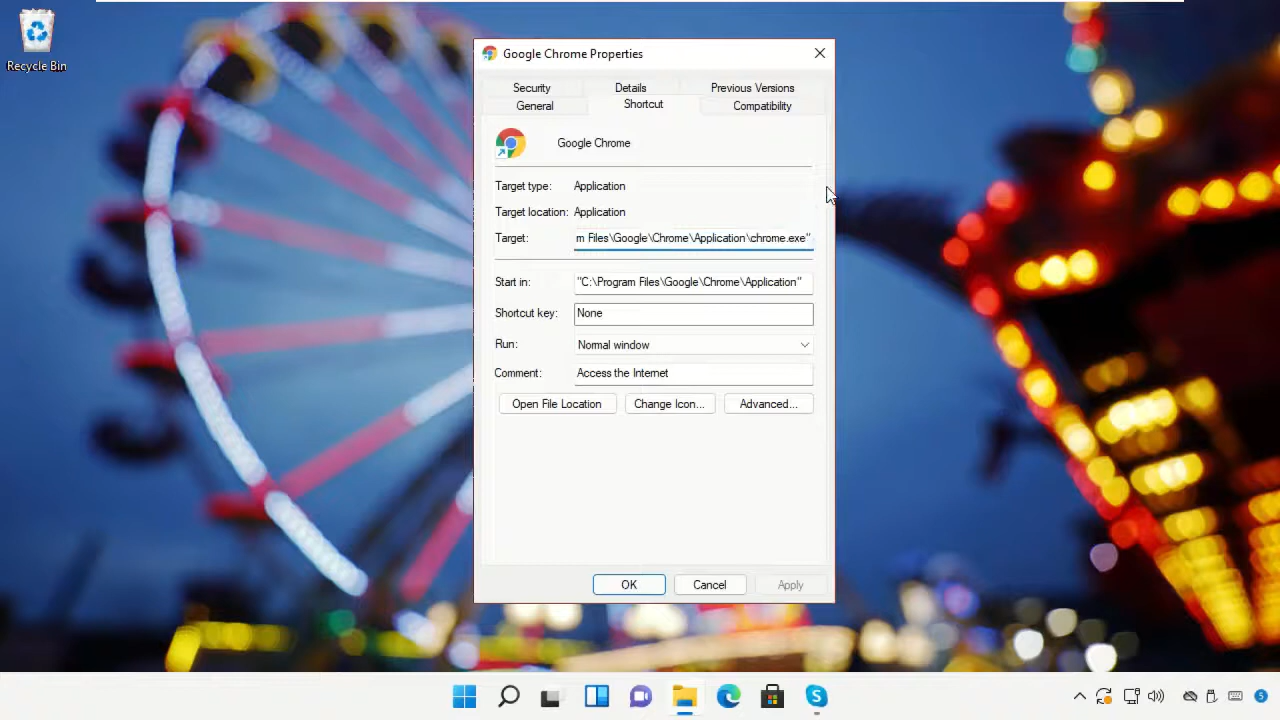 Recycle Bin
Google Chrome Properties
Security Details Previous Versions
General Shortcut Compatibility
Google Chrome
Target type: Application
Target location: Application
Target: m Files\Google\Chrome\Application\chrome.exe"
Start in: "C:\Program Files\Google\Chrome\Application"
Shortcut key: None
Run: Normal window
Comment: Access the Internet
Open File Location Change Icon... Advanced...
OK Cancel Apply
S 5